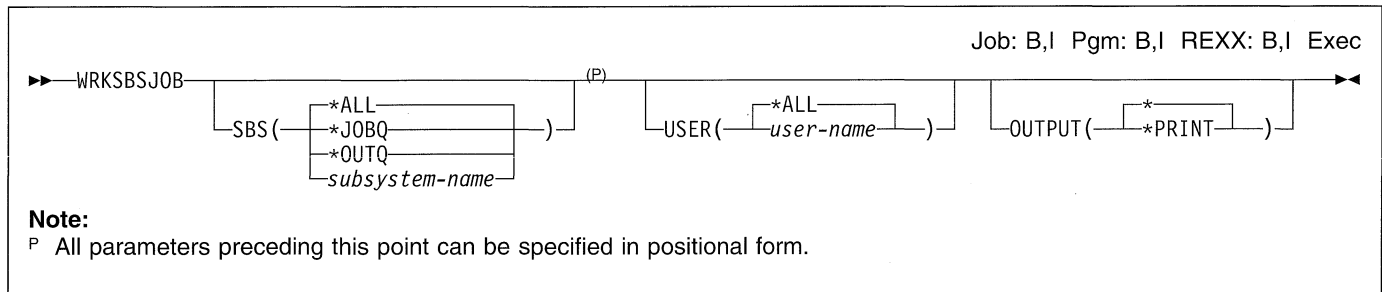 Job: B,I Pgm: B,I REXX: B,I Exec
WRKSBSJOB
(P)
SBS(
*ALL
*JOBQ
*OUTQ
subsystem-name
)
USER(
*ALL
user-name
)
OUTPUT(
*
*PRINT
)
Note:
P All parameters preceding this point can be specified in positional form.